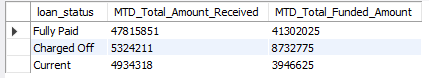 loan_status MTD_Total_Amount_Received MTD_Total_Funded_Amount
Fully Paid 47815851 41302025
Charged Off 5324211 8732775
Current 4934318 3946625